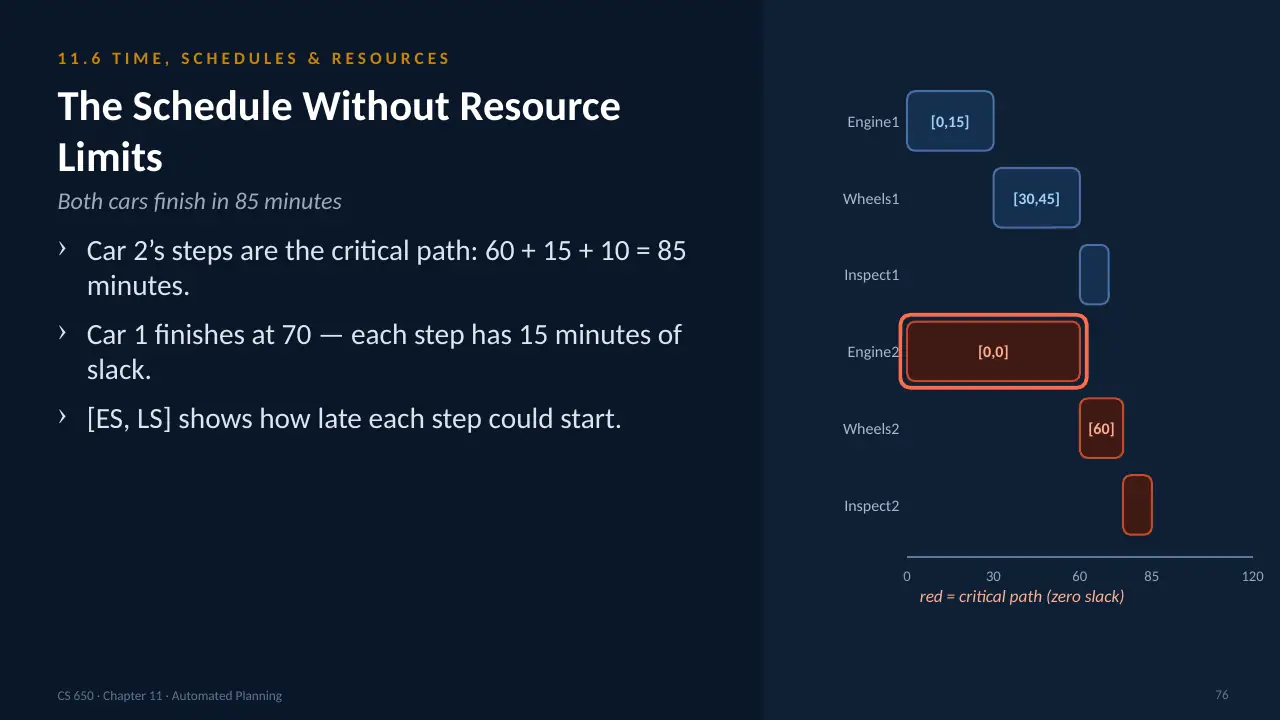 11.6 TIME, SCHEDULES & RESOURCES
The Schedule Without Resource
Limits
Both cars finish in 85 minutes
› Car 2’s steps are the critical path: 60 + 15 + 10 = 85
minutes.
› Car 1 finishes at 70 — each step has 15 minutes of
slack.
› [ES, LS] shows how late each step could start.
Engine1 [0,15]
Wheels1 [30,45]
Inspect1
Engine2 [0,0]
Wheels2 [60]
Inspect2
0 30 60 85 120
red = critical path (zero slack)
CS 650 · Chapter 11 · Automated Planning
76